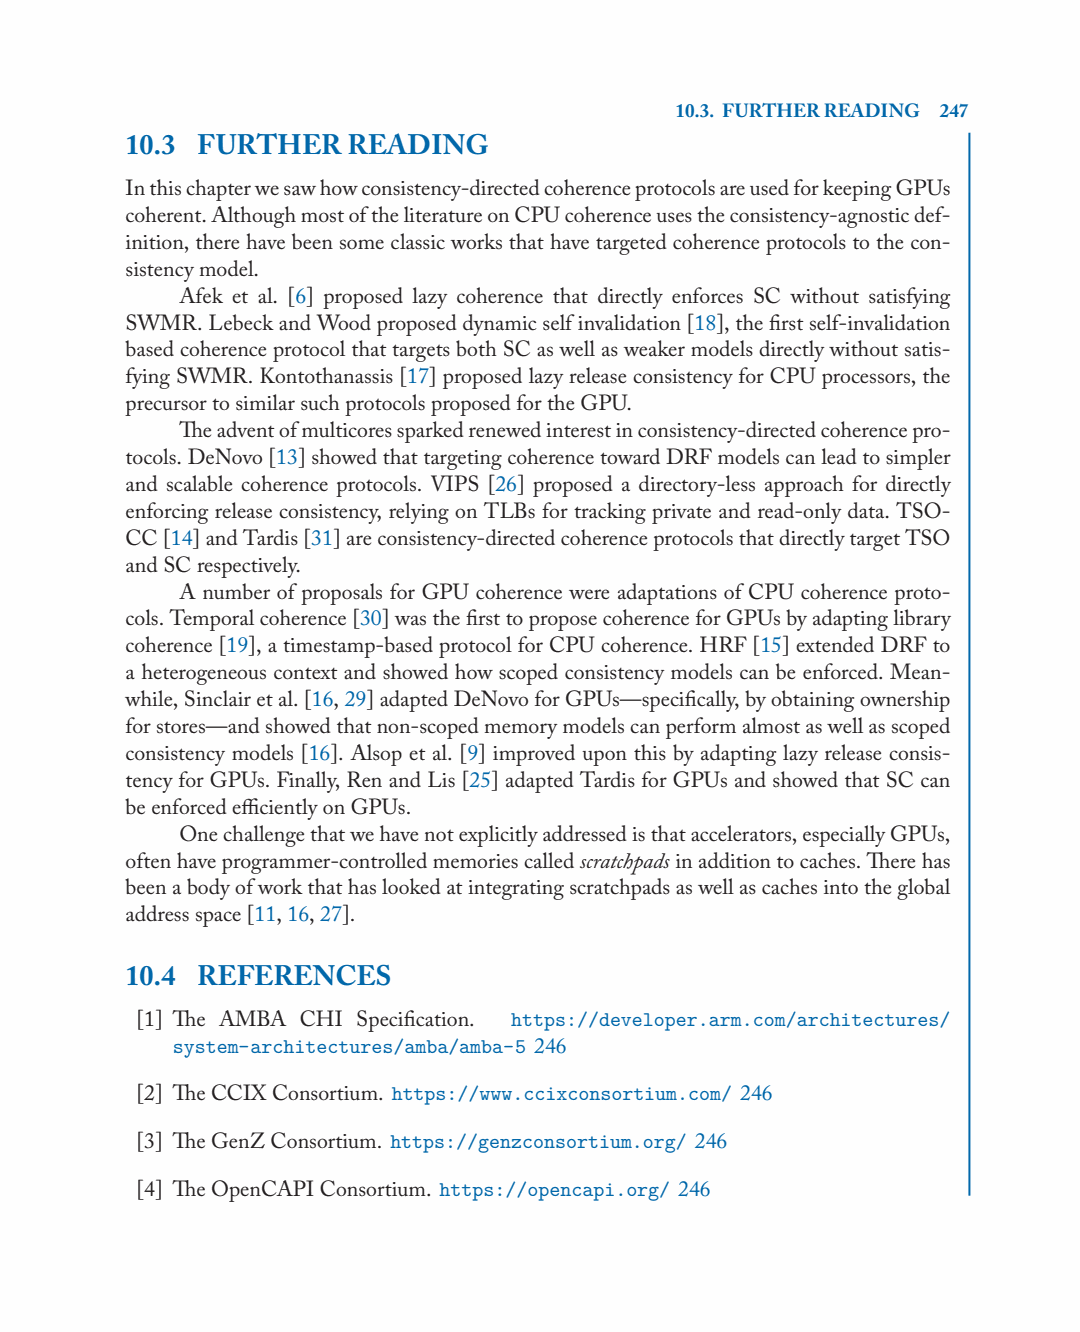 10.3. FURTHER READING 247
10.3 FURTHER READING
In this chapter we saw how consistency-directed coherence protocols are used for keeping GPUs
coherent. Although most of the literature on CPU coherence uses the consistency-agnostic def-
inition, there have been some classic works that have targeted coherence protocols to the con-
sistency model.
Afek et al. [6] proposed lazy coherence that directly enforces SC without satisfying
SWMR. Lebeck and Wood proposed dynamic self invalidation [18], the first self-invalidation
based coherence protocol that targets both SC as well as weaker models directly without satis-
fying SWMR. Kontothanassis [17] proposed lazy release consistency for CPU processors, the
precursor to similar such protocols proposed for the GPU.
The advent of multicores sparked renewed interest in consistency-directed coherence pro-
tocols. DeNovo [13] showed that targeting coherence toward DRF models can lead to simpler
and scalable coherence protocols. VIPS [26] proposed a directory-less approach for directly
enforcing release consistency, relying on TLBs for tracking private and read-only data. TSO-
CC [14] and Tardis [31] are consistency-directed coherence protocols that directly target TSO
and SC respectively.
A number of proposals for GPU coherence were adaptations of CPU coherence proto-
cols. Temporal coherence [30] was the first to propose coherence for GPUs by adapting library
coherence [19], a timestamp-based protocol for CPU coherence. HRF [15] extended DRF to
a heterogeneous context and showed how scoped consistency models can be enforced. Mean-
while, Sinclair et al. [16, 29] adapted DeNovo for GPUs—specifically, by obtaining ownership
for stores—and showed that non-scoped memory models can perform almost as well as scoped
consistency models [16]. Alsop et al. [9] improved upon this by adapting lazy release consis-
tency for GPUs. Finally, Ren and Lis [25] adapted Tardis for GPUs and showed that SC can
be enforced efficiently on GPUs.
One challenge that we have not explicitly addressed is that accelerators, especially GPUs,
often have programmer-controlled memories called scratchpads in addition to caches. There has
been a body of work that has looked at integrating scratchpads as well as caches into the global
address space [11, 16, 27].
10.4 REFERENCES
[1] The AMBA CHI Specification. https://developer.arm.com/architectures/
system-architectures/amba/amba-5 246
[2] The CCIX Consortium. https://www.ccixconsortium.com/ 246
[3] The GenZ Consortium. https://genzconsortium.org/ 246
[4] The OpenCAPI Consortium. https://opencapi.org/ 246